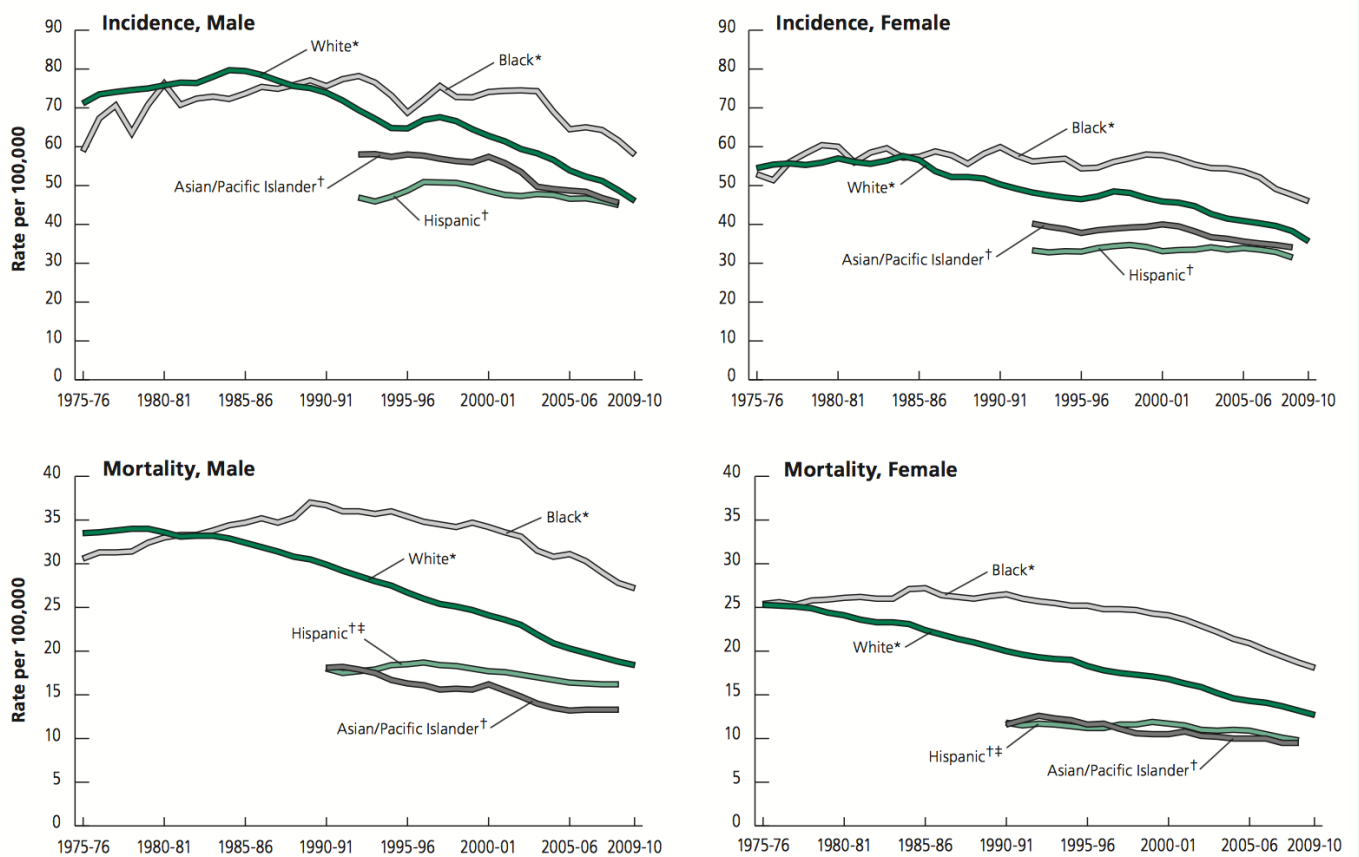 Incidence, Male
Rate per 100,000
90
80
70
60
50
40
30
20
10
0
White*
Black*
Asian/Pacific Islander†
Hispanic†
1975-76 1980-81 1985-86 1990-91 1995-96 2000-01 2005-06 2009-10
Incidence, Female
90
80
70
60
50
40
30
20
10
0
Black*
White*
Asian/Pacific Islander†
Hispanic†
1975-76 1980-81 1985-86 1990-91 1995-96 2000-01 2005-06 2009-10
Mortality, Male
Rate per 100,000
40
35
30
25
20
15
10
5
0
Black*
White*
Hispanic†‡
Asian/Pacific Islander†
1975-76 1980-81 1985-86 1990-91 1995-96 2000-01 2005-06 2009-10
Mortality, Female
40
35
30
25
20
15
10
5
0
Black*
White*
Hispanic†‡
Asian/Pacific Islander†
1975-76 1980-81 1985-86 1990-91 1995-96 2000-01 2005-06 2009-10